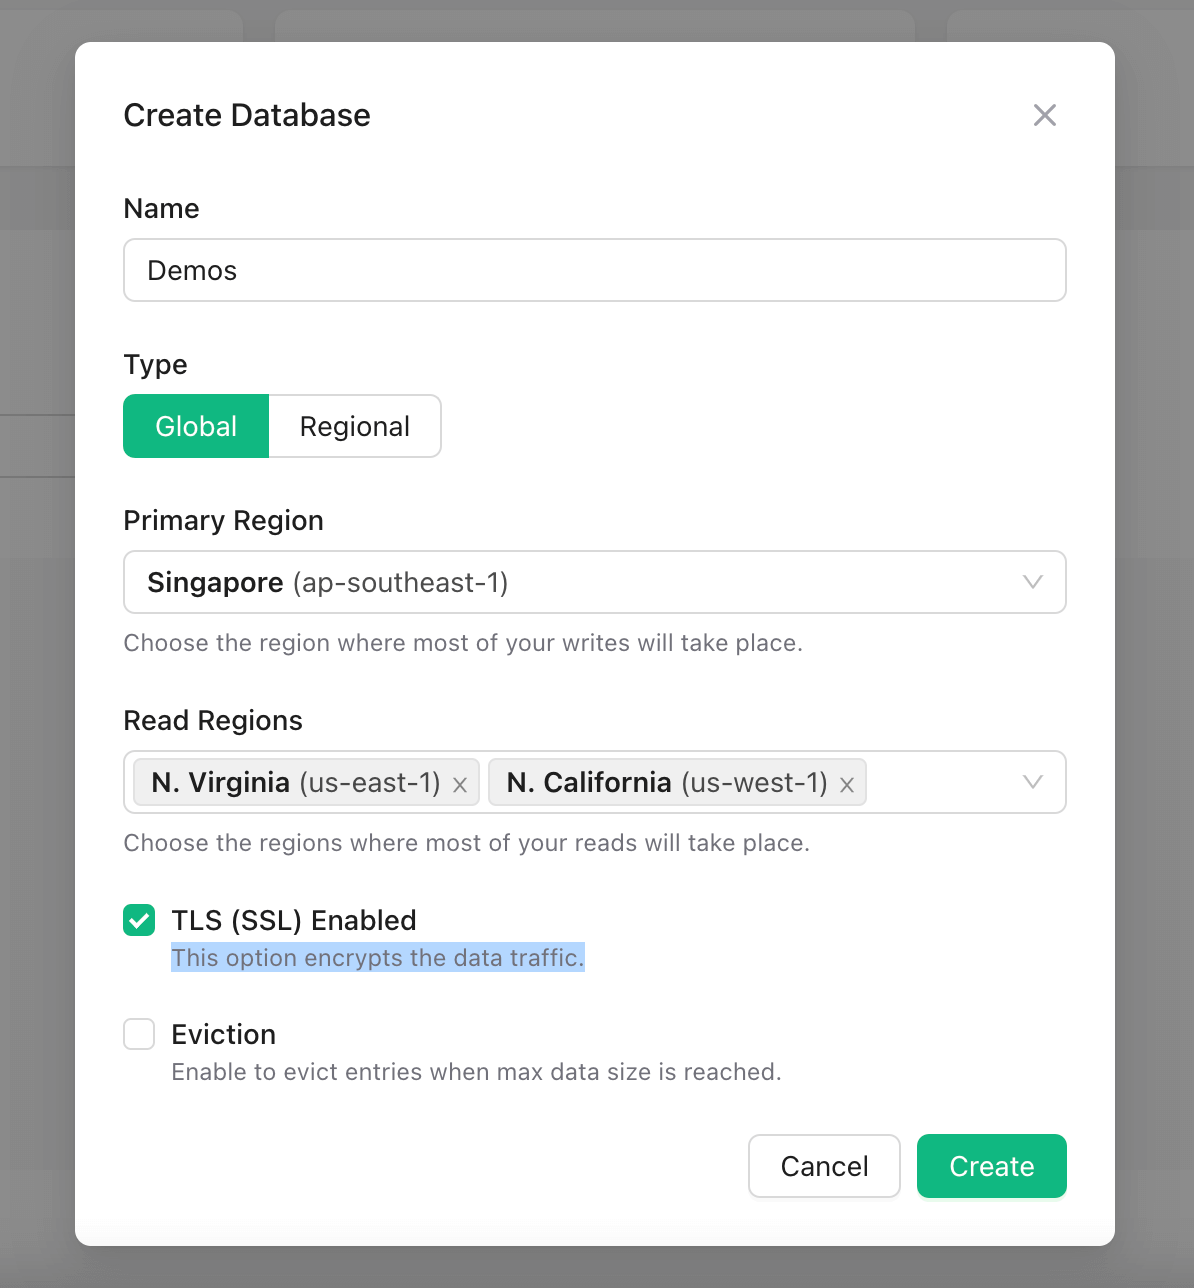 Create Database
Name
Demos
Type
Global Regional
Primary Region
Singapore (ap-southeast-1)
Choose the region where most of your writes will take place.
Read Regions
N. Virginia (us-east-1) N. California (us-west-1)
Choose the regions where most of your reads will take place.
TLS (SSL) Enabled
This option encrypts the data traffic.
Eviction
Enable to evict entries when max data size is reached.
Cancel Create